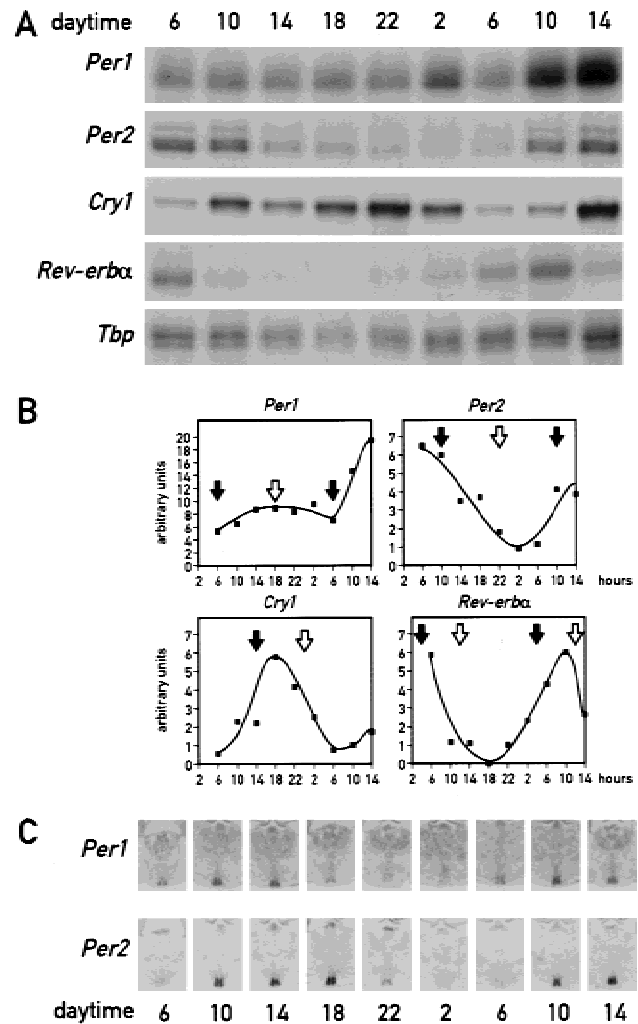 A daytime 6 10 14 18 22 2 6 10 14
Per1
Per2
Cry1
Rev-erbα
Tbp
B
Per1 Per2
arbitrary units
20 18 16 14 12 10 8 6 4 2 0
7 6 5 4 3 2 1 0
2 6 10 14 18 22 2 6 10 14 2 6 10 14 18 22 2 6 10 14 hours
Cry1 Rev-erbα
arbitrary units
7 6 5 4 3 2 1 0
7 6 5 4 3 2 1 0
2 6 10 14 18 22 2 6 10 14 2 6 10 14 18 22 2 6 10 14 hours
C
Per1
Per2
daytime 6 10 14 18 22 2 6 10 14